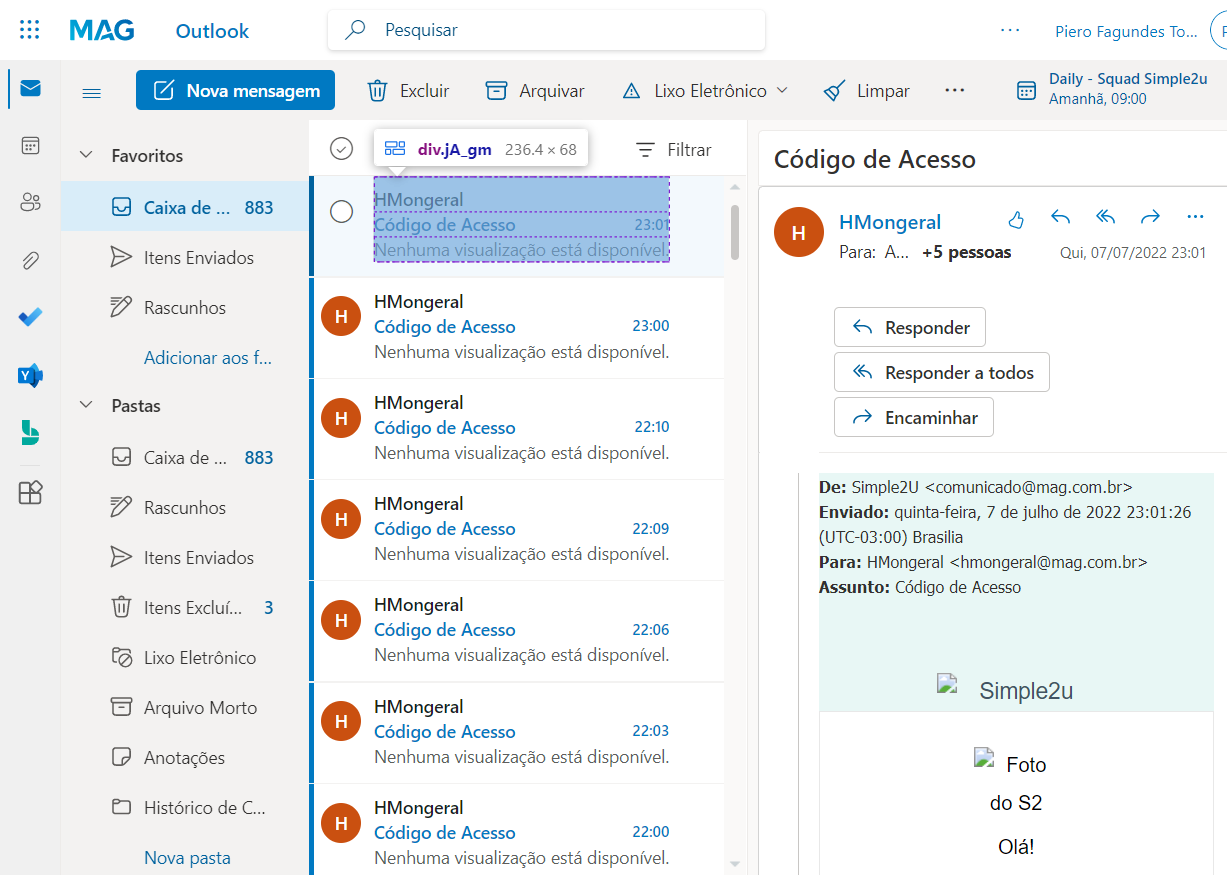 MAG Outlook Pesquisar ... Piero Fagundes To...
Nova mensagem Excluir Arquivar Lixo Eletrônico Limpar ...
Daily - Squad Simple2u
Amanhã, 09:00
Favoritos
Caixa de ... 883
Itens Enviados
Rascunhos
Adicionar aos f...
Pastas
Caixa de ... 883
Rascunhos
Itens Enviados
Itens Excluí... 3
Lixo Eletrônico
Arquivo Morto
Anotações
Histórico de C...
Nova pasta
div.jA_gm 236.4 × 68
Filtrar
HMongeral
Código de Acesso 23:01
Nenhuma visualização está disponível.
H
HMongeral
Código de Acesso 23:00
Nenhuma visualização está disponível.
H
HMongeral
Código de Acesso 22:10
Nenhuma visualização está disponível.
H
HMongeral
Código de Acesso 22:09
Nenhuma visualização está disponível.
H
HMongeral
Código de Acesso 22:06
Nenhuma visualização está disponível.
H
HMongeral
Código de Acesso 22:03
Nenhuma visualização está disponível.
H
HMongeral
Código de Acesso 22:00
Nenhuma visualização está disponível.
Código de Acesso
H
HMongeral
Para: A... +5 pessoas Qui, 07/07/2022 23:01
Responder
Responder a todos
Encaminhar
De: Simple2U <comunicado@mag.com.br>
Enviado: quinta-feira, 7 de julho de 2022 23:01:26
(UTC-03:00) Brasilia
Para: HMongeral <hmongeral@mag.com.br>
Assunto: Código de Acesso
Simple2u
Foto
do S2
Olá!